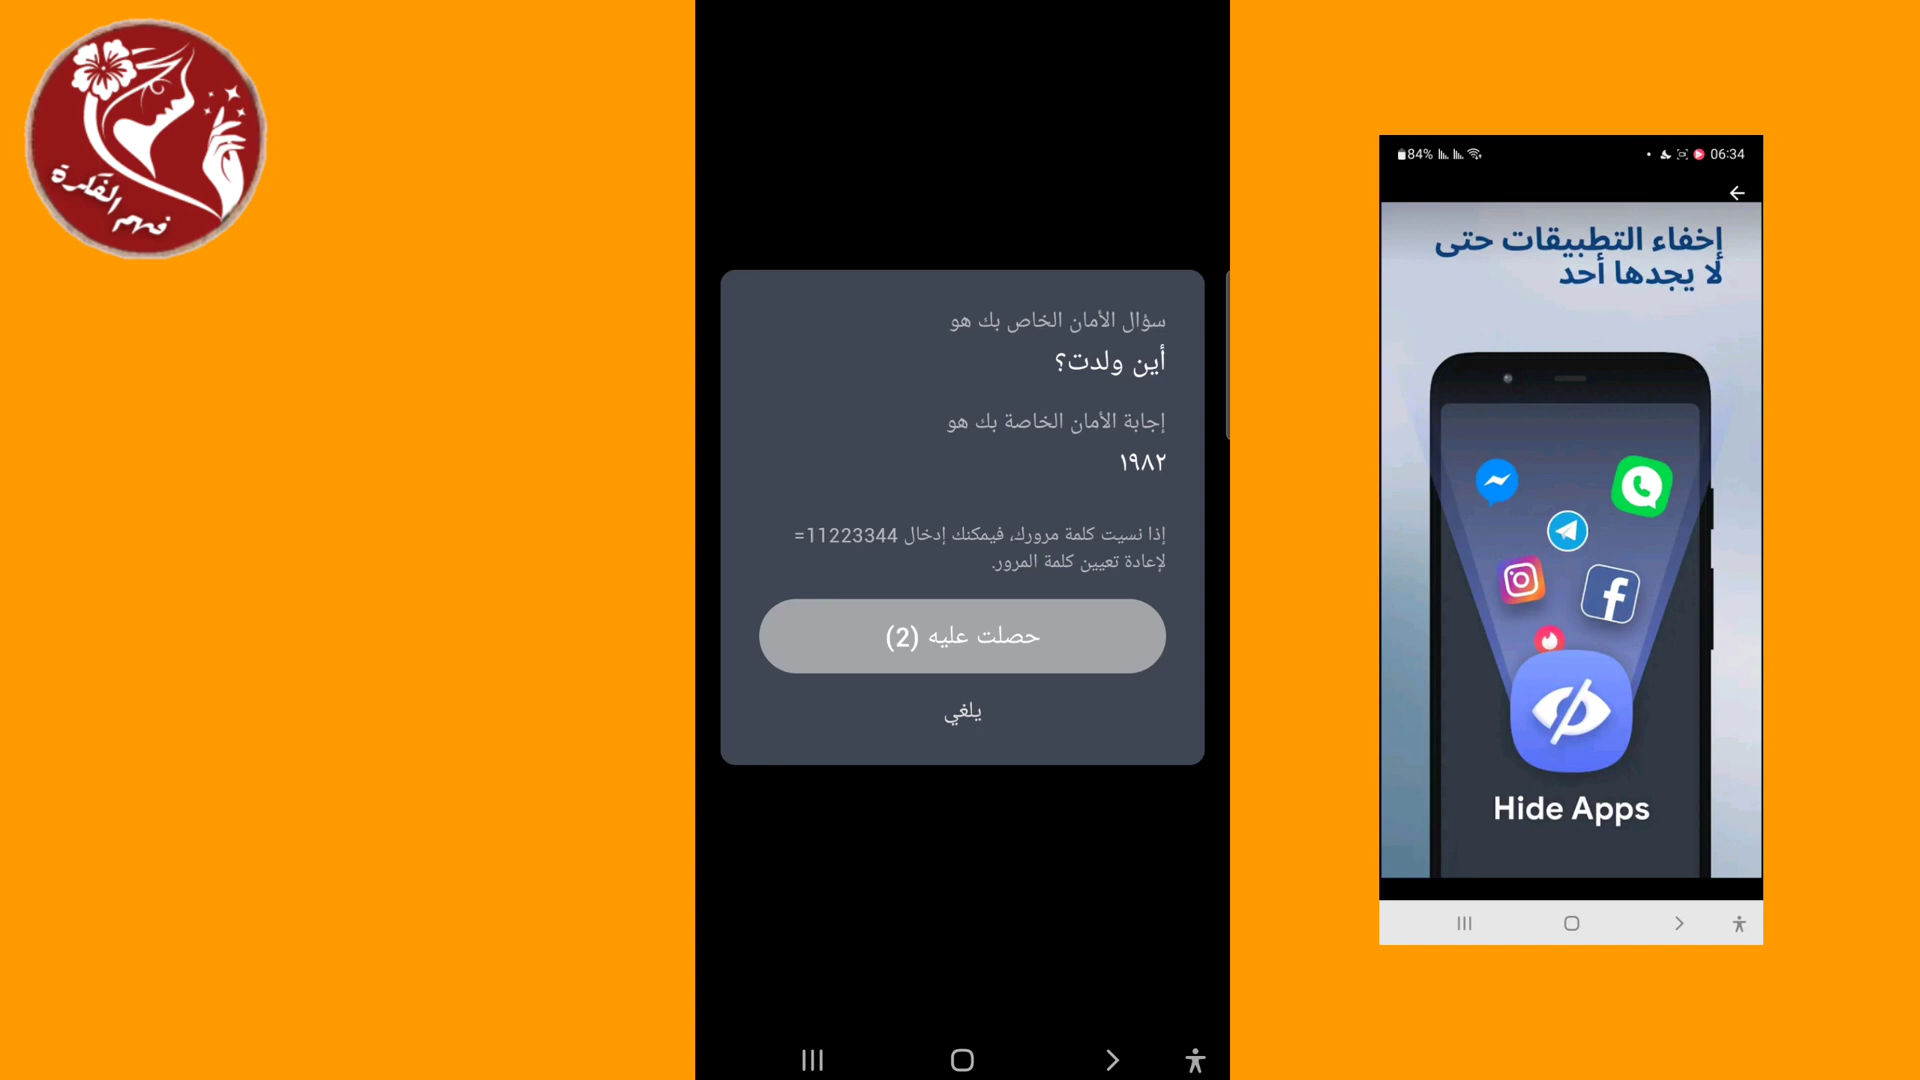 فهم الفكرة
سؤال الأمان الخاص بك هو
أين ولدت؟
إجابة الأمان الخاصة بك هو
١٩٨٢
إذا نسيت كلمة مرورك، فيمكنك إدخال 11223344=
لإعادة تعيين كلمة المرور.
حصلت عليه (2)
يلغي
84%
06:34
إخفاء التطبيقات حتى
لا يجدها أحد
Hide Apps